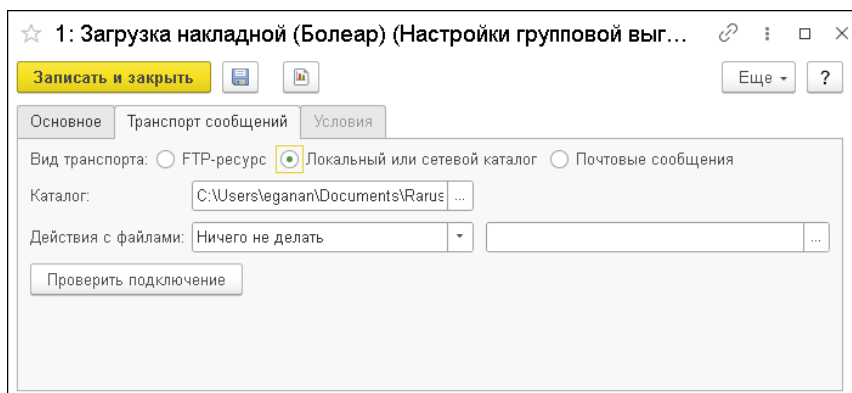 1: Загрузка накладной (Болеар) (Настройки групповой выг...
Записать и закрыть
Еще
?
Основное
Транспорт сообщений
Условия
Вид транспорта: FTP-ресурс Локальный или сетевой каталог Почтовые сообщения
Каталог: C:\Users\eganan\Documents\Rarus ...
Действия с файлами: Ничего не делать ...
Проверить подключение